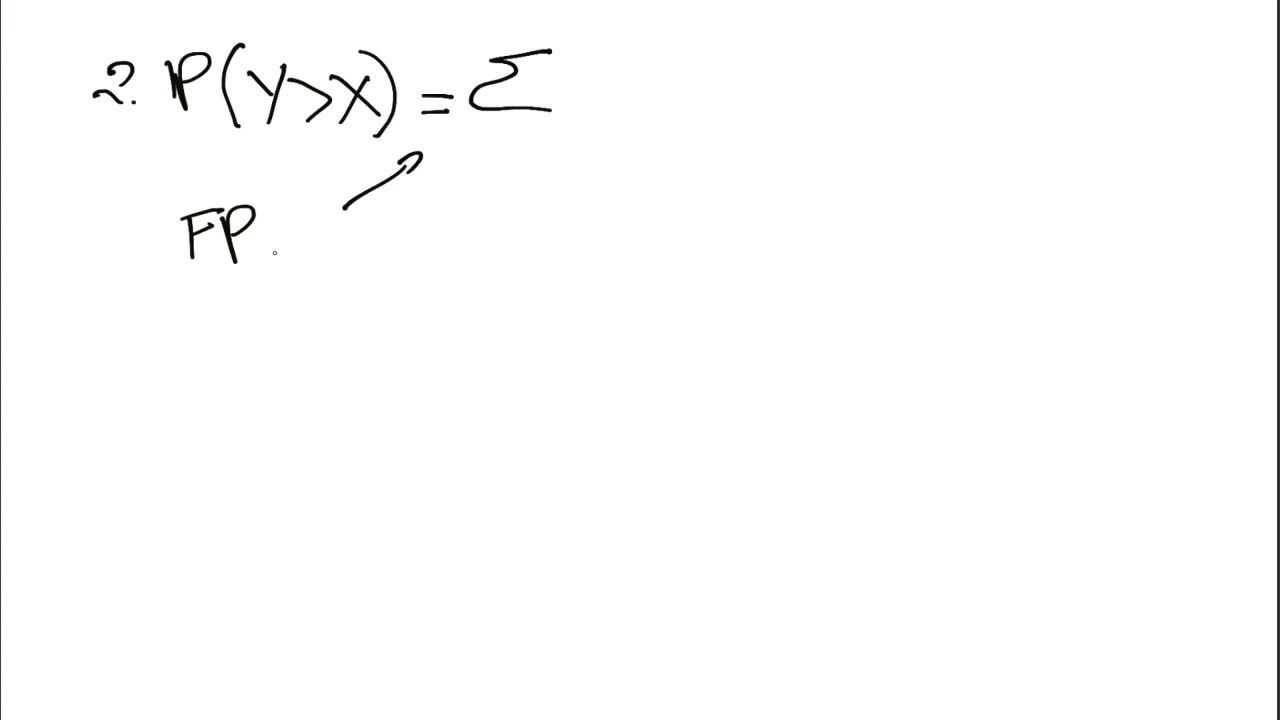 2. P(Y>X) = Σ
FP.